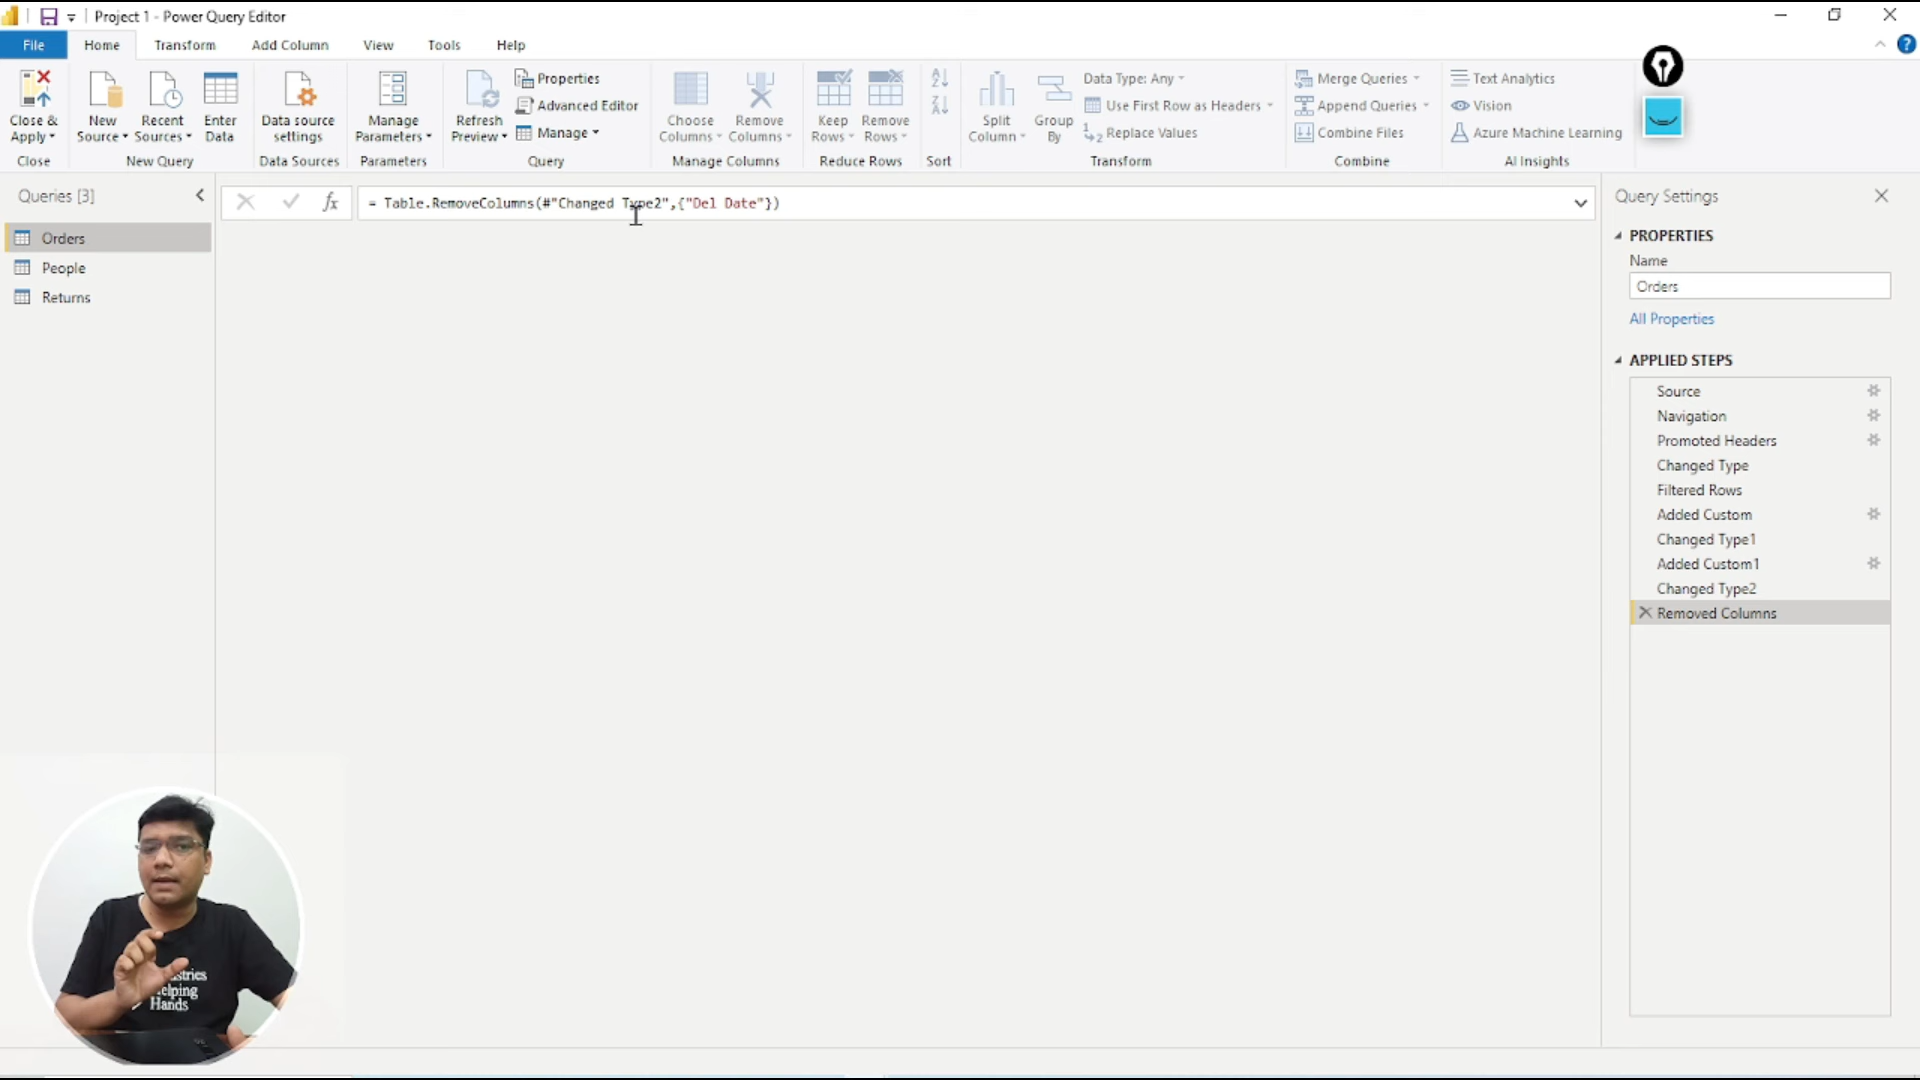 Project 1 - Power Query Editor
File Home Transform Add Column View Tools Help
Close & Apply
New Source
Recent Sources
Enter Data
Data source settings
Manage Parameters
Refresh Preview
Properties
Advanced Editor
Manage
Choose Columns
Remove Columns
Keep Rows
Remove Rows
Split Column
Group By
Data Type: Any
Use First Row as Headers
Replace Values
Merge Queries
Append Queries
Combine Files
Text Analytics
Vision
Azure Machine Learning
Close
New Query
Data Sources
Parameters
Query
Manage Columns
Reduce Rows
Sort
Transform
Combine
AI Insights
Queries [3]
Orders
People
Returns
fx
= Table.RemoveColumns(#"Changed Type2",{"Del Date"})
Query Settings
PROPERTIES
Name
Orders
All Properties
APPLIED STEPS
Source
Navigation
Promoted Headers
Changed Type
Filtered Rows
Added Custom
Changed Type1
Added Custom1
Changed Type2
Removed Columns
Hands